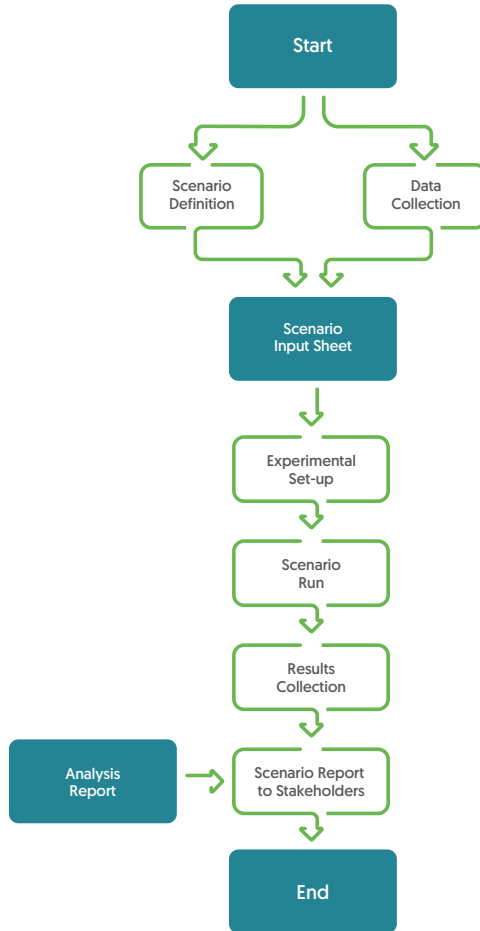 Start
Scenario
Definition
Data
Collection
Scenario
Input Sheet
Experimental
Set-up
Scenario
Run
Results
Collection
Analysis
Report
Scenario Report
to Stakeholders
End